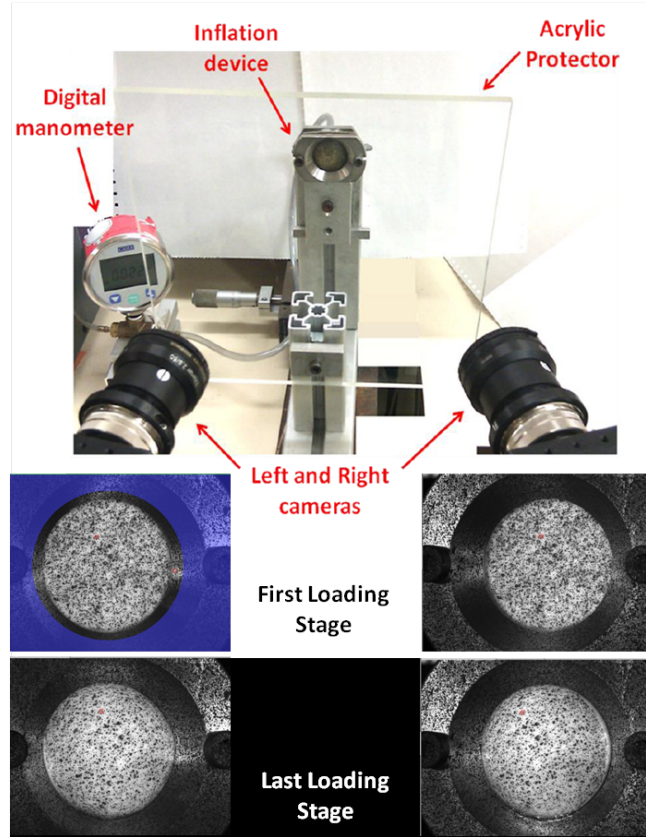 Inflation
device
Acrylic
Protector
Digital
manometer
Left and Right
cameras
First Loading
Stage
Last Loading
Stage